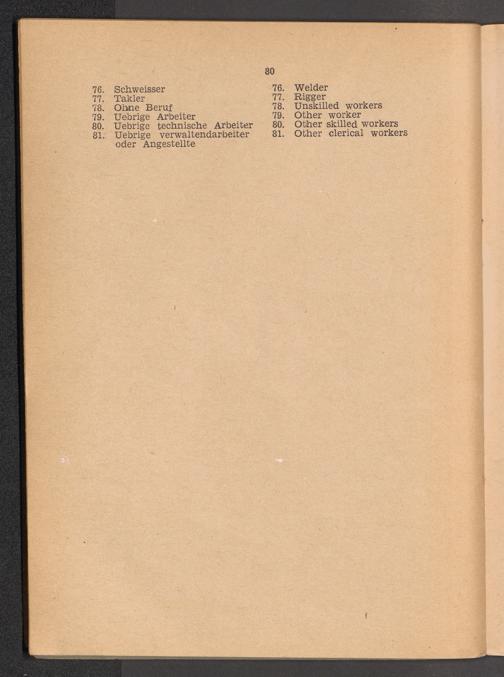 80
76. Schweisser
77. Takler
78. Ohne Beruf
79. Uebrige Arbeiter
80. Uebrige technische Arbeiter
81. Uebrige verwaltendarbeiter
oder Angestellte
76. Welder
77. Rigger
78. Unskilled workers
79. Other worker
80. Other skilled workers
81. Other clerical workers